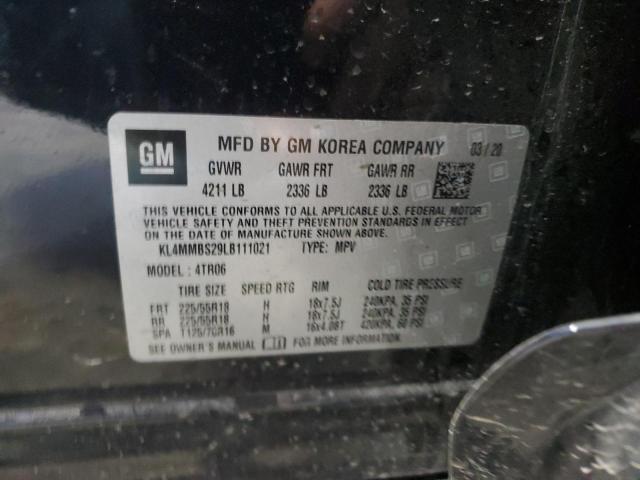 GM MFD BY GM KOREA COMPANY 03 / 20
GVWR GAWR FRT GAWR RR
4211 LB 2336 LB 2336 LB
THIS VEHICLE CONFORMS TO ALL APPLICABLE U.S. FEDERAL MOTOR
VEHICLE SAFETY AND THEFT PREVENTION STANDARDS IN EFFECT ON
THE DATE OF MANUFACTURE SHOWN ABOVE.
KL4MMBS29LB111021 TYPE: MPV
MODEL: 4TR06
TIRE SIZE SPEED RTG RIM COLD TIRE PRESSURE
FRT 225/55R18 H 18x7.5J 240KPA, 35 PSI
RR 225/55R18 H 18x7.5J 240KPA, 35 PSI
SPA T125/70R16 M 16x4.0BT 420KPA, 60 PSI
SEE OWNER'S MANUAL FOR MORE INFORMATION